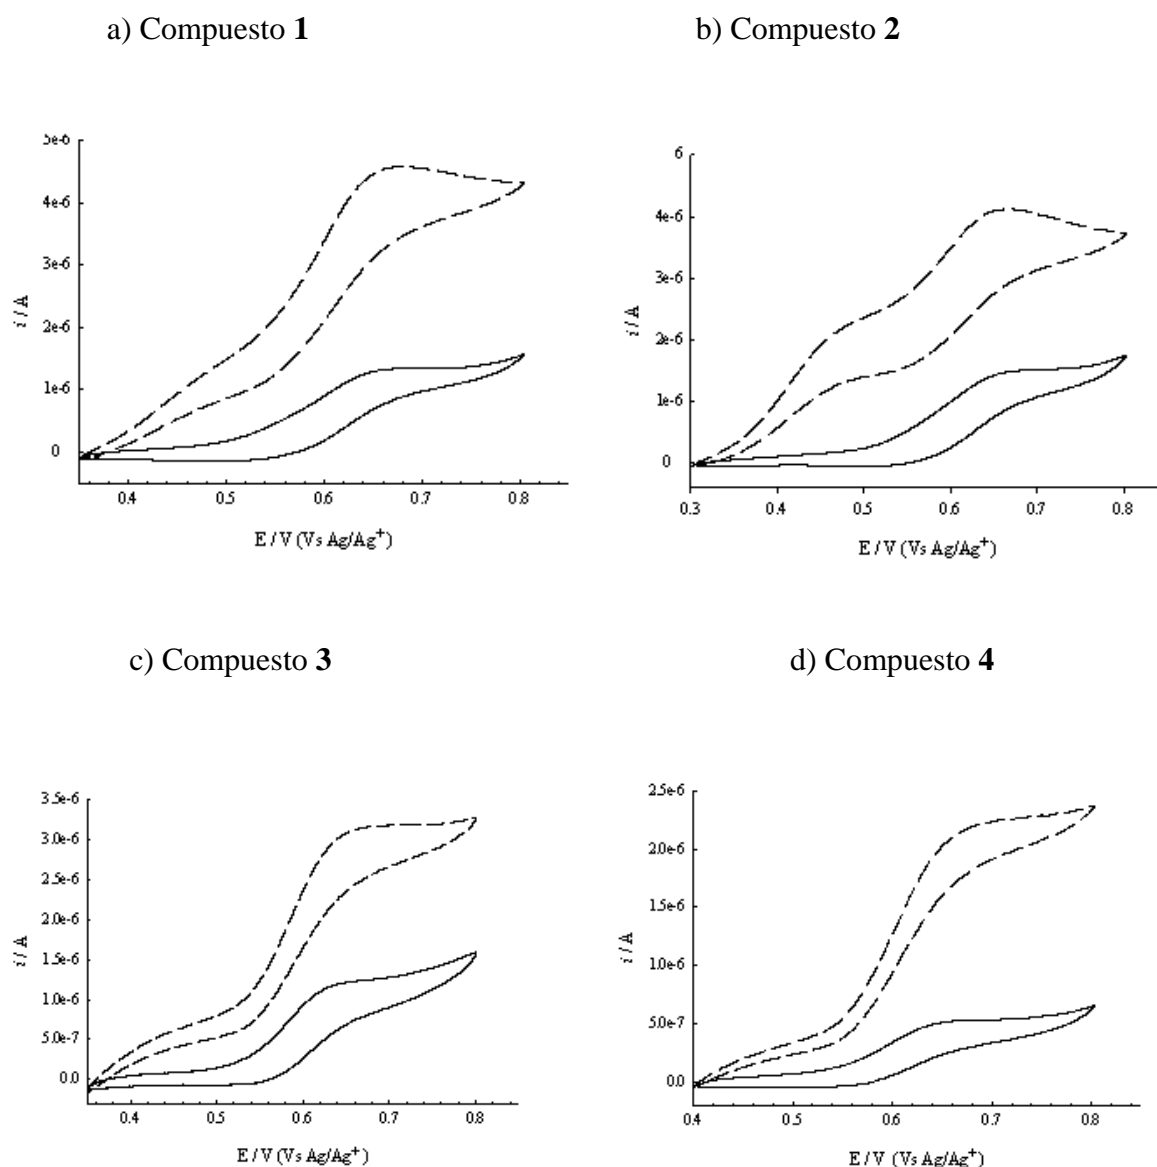 a) Compuesto 1
b) Compuesto 2
5e-6
4e-6
3e-6
2e-6
1e-6
0
i / A
0.4 0.5 0.6 0.7 0.8
E / V (Vs Ag/Ag+)
6
4e-6
3e-6
2e-6
1e-6
0
i / A
0.3 0.4 0.5 0.6 0.7 0.8
E / V (Vs Ag/Ag+)
c) Compuesto 3
d) Compuesto 4
3.5e-6
3.0e-6
2.5e-6
2.0e-6
1.5e-6
1.0e-6
5.0e-7
0.0
i / A
0.4 0.5 0.6 0.7 0.8
E / V (Vs Ag/Ag+)
2.5e-6
2.0e-6
1.5e-6
1.0e-6
5.0e-7
0.0
i / A
0.4 0.5 0.6 0.7 0.8
E / V (Vs Ag/Ag+)